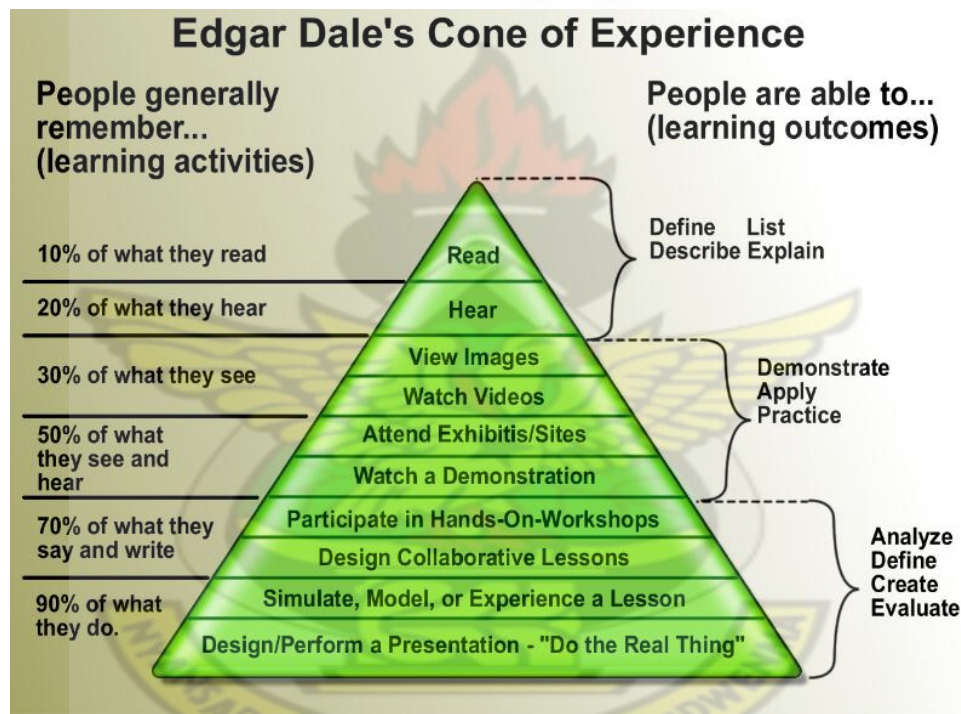 Edgar Dale's Cone of Experience
People generally
remember...
(learning activities)
People are able to...
(learning outcomes)
10% of what they read
20% of what they hear
30% of what they see
50% of what
they see and
hear
70% of what they
say and write
90% of what
they do.
Read
Hear
View Images
Watch Videos
Attend Exhibitis/Sites
Watch a Demonstration
Participate in Hands-On-Workshops
Design Collaborative Lessons
Simulate, Model, or Experience a Lesson
Design/Perform a Presentation - "Do the Real Thing"
Define List
Describe Explain
Demonstrate
Apply
Practice
Analyze
Define
Create
Evaluate